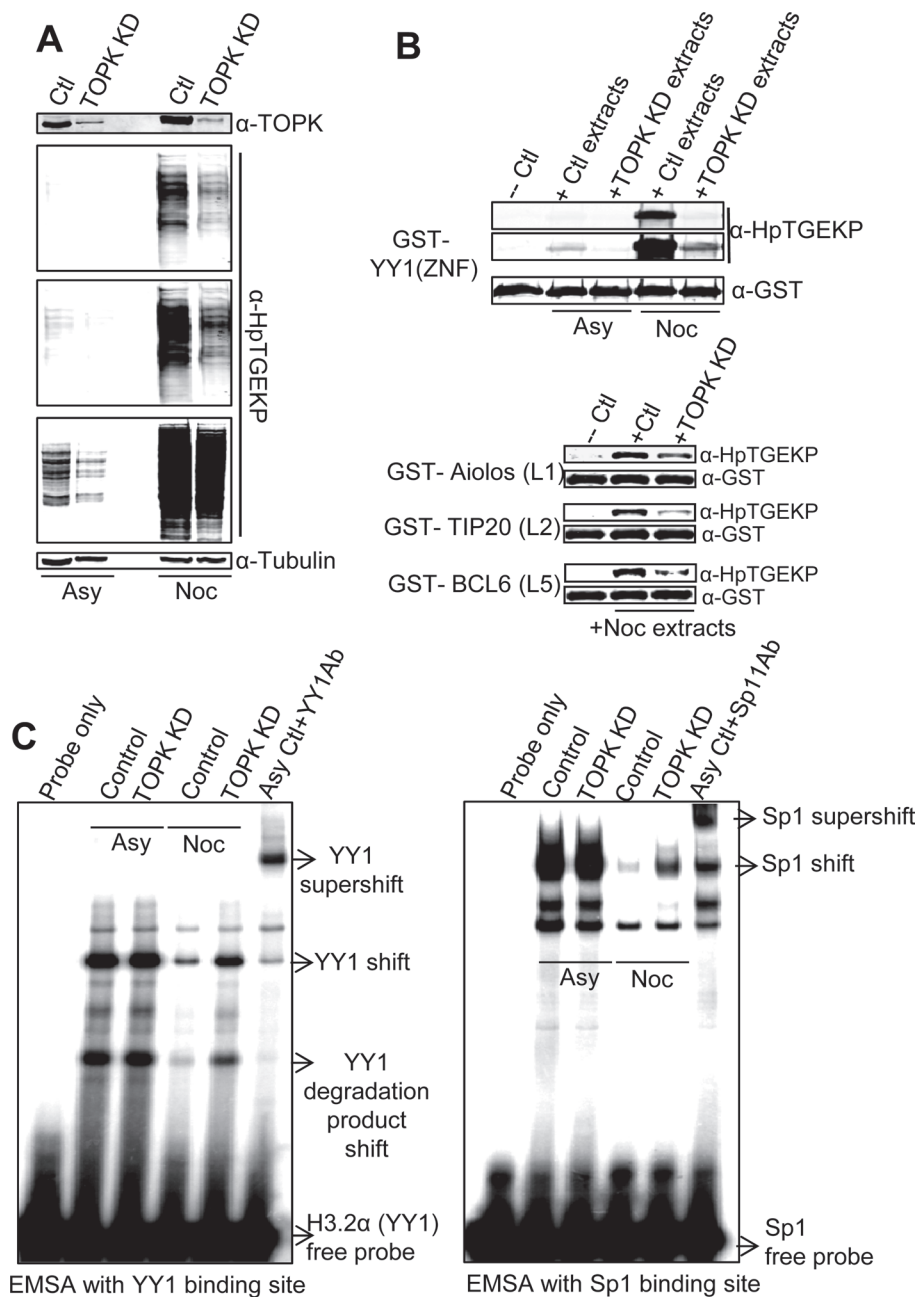 A
Ctl
TOPK KD
Ctl
TOPK KD
α-TOPK
α-HpTGEKP
α-Tubulin
Asy
Noc
B
-- Ctl
+ Ctl extracts
+TOPK KD extracts
+ Ctl extracts
+TOPK KD extracts
GST-
YY1(ZNF)
α-HpTGEKP
α-GST
Asy
Noc
-- Ctl
+Ctl
+TOPK KD
GST- Aiolos (L1)
α-HpTGEKP
α-GST
GST- TIP20 (L2)
α-HpTGEKP
α-GST
GST- BCL6 (L5)
α-HpTGEKP
α-GST
+Noc extracts
C
Probe only
Control
TOPK KD
Control
TOPK KD
Asy Ctl+YY1Ab
Asy
Noc
YY1
supershift
YY1 shift
YY1
degradation
product
shift
H3.2α (YY1)
free probe
EMSA with YY1 binding site
Probe only
Control
TOPK KD
Control
TOPK KD
Asy Ctl+Sp11Ab
Sp1 supershift
Sp1 shift
Asy
Noc
Sp1
free probe
EMSA with Sp1 binding site